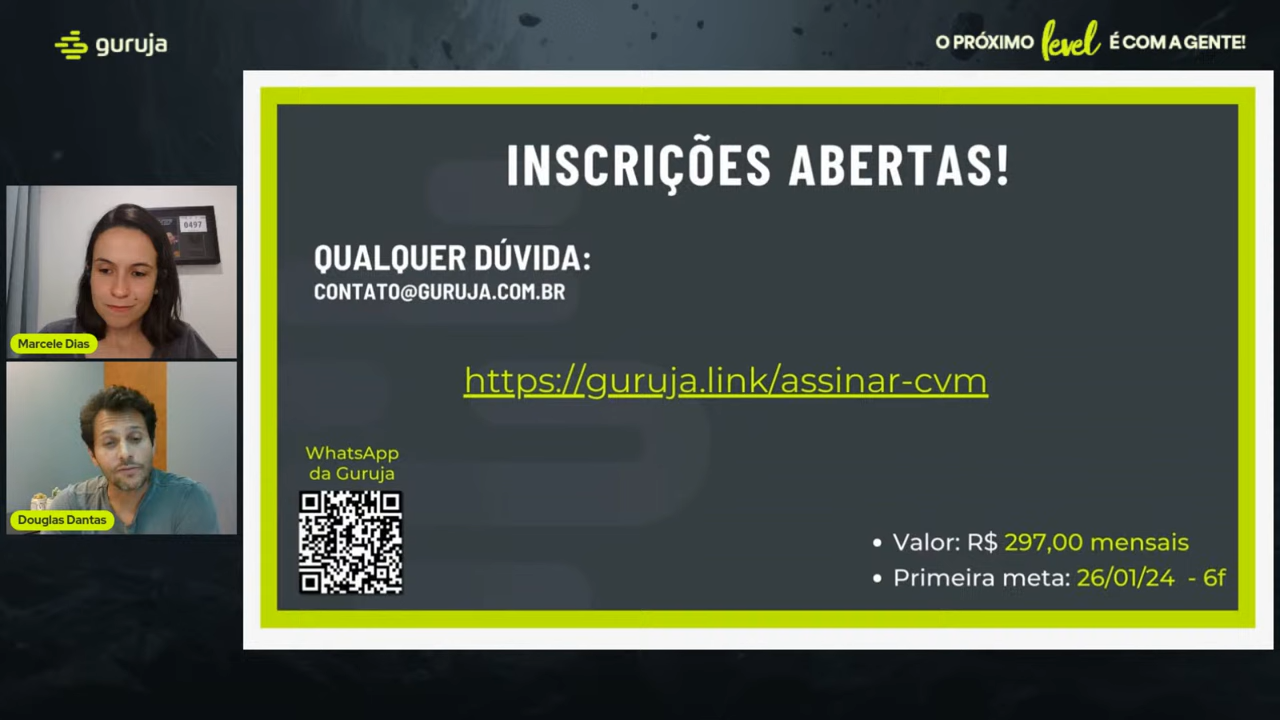 guruja
O PRÓXIMO level É COM A GENTE!
INSCRIÇÕES ABERTAS!
QUALQUER DÚVIDA:
CONTATO@GURUJA.COM.BR
https://guruja.link/assinar-cvm
WhatsApp
da Guruja
• Valor: R$ 297,00 mensais
• Primeira meta: 26/01/24 - 6f
0497
Marcele Dias
Douglas Dantas